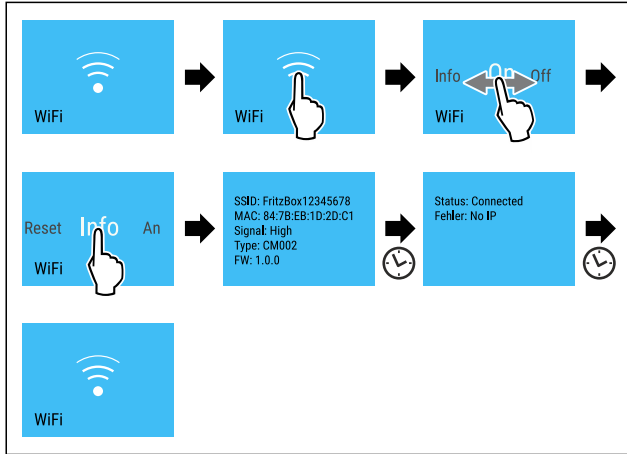 WiFi
WiFi
Info On Off
WiFi
Reset Info An
WiFi
SSID: FritzBox12345678
MAC: 84:7B:EB:1D:2D:C1
Signal: High
Type: CM002
FW: 1.0.0
Status: Connected
Fehler: No IP
WiFi